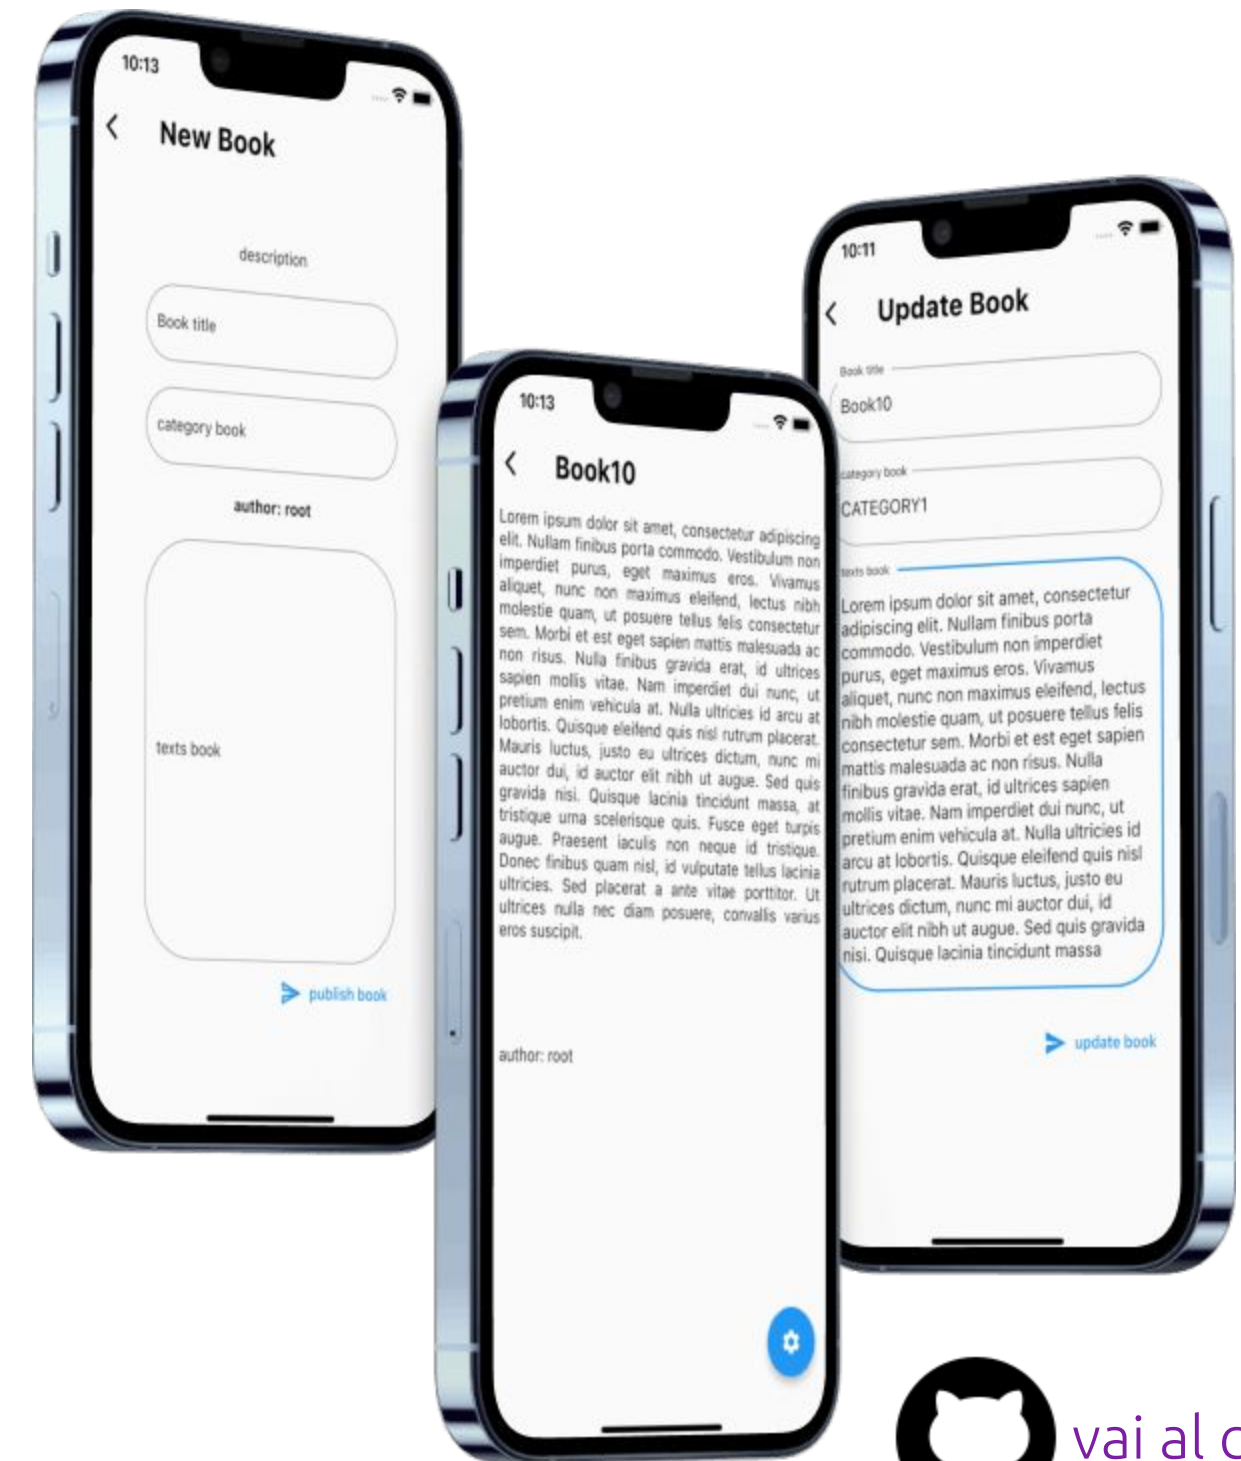 10:13
New Book
description
Book title
category book
author: root
texts book
publish book
10:13
Book10
Lorem ipsum dolor sit amet, consectetur adipiscing
elit. Nullam finibus porta commodo. Vestibulum non
imperdiet purus, eget maximus eros. Vivamus
aliquet, nunc non maximus eleifend, lectus nibh
molestie quam, ut posuere tellus felis consectetur
sem. Morbi et est eget sapien mattis malesuada ac
non risus. Nulla finibus gravida erat, id ultrices
sapien mollis vitae. Nam imperdiet dui nunc, ut
pretium enim vehicula at. Nulla ultricies id arcu at
lobortis. Quisque eleifend quis nisl rutrum placerat.
Mauris luctus, justo eu ultrices dictum, nunc mi
auctor dui, id auctor elit nibh ut augue. Sed quis
gravida nisi. Quisque lacinia tincidunt massa, at
tristique urna scelerisque quis. Fusce eget turpis
augue. Praesent iaculis non neque id tristique.
Donec finibus quam nisl, id vulputate tellus lacinia
ultricies. Sed placerat a ante vitae porttitor. Ut
ultrices nulla nec diam posuere, convallis varius
eros suscipit.
author: root
10:11
Update Book
Book title
Book10
category book
CATEGORY1
texts book
Lorem ipsum dolor sit amet, consectetur
adipiscing elit. Nullam finibus porta
commodo. Vestibulum non imperdiet
purus, eget maximus eros. Vivamus
aliquet, nunc non maximus eleifend, lectus
nibh molestie quam, ut posuere tellus felis
consectetur sem. Morbi et est eget sapien
mattis malesuada ac non risus. Nulla
finibus gravida erat, id ultrices sapien
mollis vitae. Nam imperdiet dui nunc, ut
pretium enim vehicula at. Nulla ultricies id
arcu at lobortis. Quisque eleifend quis nisl
rutrum placerat. Mauris luctus, justo eu
ultrices dictum, nunc mi auctor dui, id
auctor elit nibh ut augue. Sed quis gravida
nisi. Quisque lacinia tincidunt massa
update book
vai al